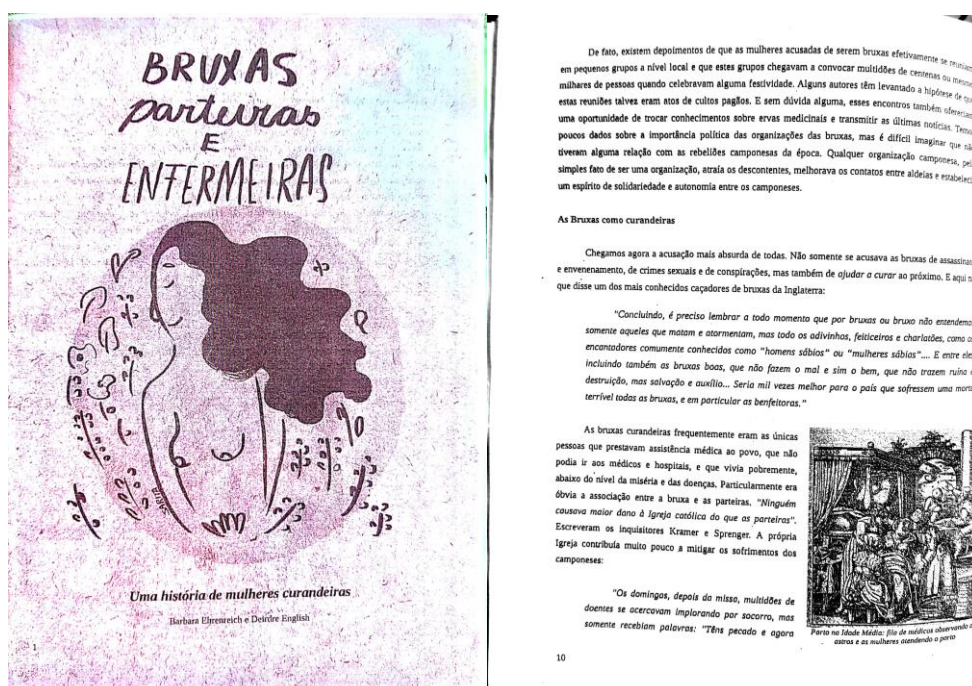 BRUXAS
parteiras
E
ENFERMEIRAS
Uma história de mulheres curandeiras
Barbara Ehrenreich e Deirdre English
1
De fato, existem depoimentos de que as mulheres acusadas de serem bruxas efetivamente se
em pequenos grupos a nível local e que estes grupos chegavam a convocar multidões de centenas ou mesmo
milhares de pessoas quando celebravam alguma festividade. Alguns autores têm levantado a hipótese de que
estas reuniões talvez eram atos de cultos pagãos. E sem dúvida alguma, esses encontros também
uma oportunidade de trocar conhecimentos sobre ervas medicinais e transmitir as últimas notícias.
poucos dados sobre a importância política das organizações das bruxas, mas é difícil imaginar que
tiveram alguma relação com as rebeliões camponesas da época. Qualquer organização camponesa,
simples fato de ser uma organização, atraía os descontentes, melhorava os contatos entre aldeias e
um espírito de solidariedade e autonomia entre os camponeses.
As Bruxas como curandeiras
Chegamos agora a acusação mais absurda de todas. Não somente se acusava as bruxas de
e envenenamento, de crimes sexuais e de conspirações, mas também de ajudar a curar ao próximo. E aqui
que disse um dos mais conhecidos caçadores de bruxas da Inglaterra:
"Concluindo, é preciso lembrar a todo momento que por bruxas ou bruxo não
somente aqueles que matam e atormentam, mas todo os adivinhos, feiticeiros e charlatões, como
encantadores comumente conhecidos como "homens sábios" ou "mulheres sábias".... E entre
incluindo também as bruxas boas, que não fazem o mal e sim o bem, que não trazem ruína
destruição, mas salvação e auxílio... Seria mil vezes melhor para o país que sofressem uma
terrível todas as bruxas, e em particular as benfeitoras."
As bruxas curandeiras frequentemente eram as únicas
pessoas que prestavam assistência médica ao povo, que não
podia ir aos médicos e hospitais, e que vivia pobremente,
abaixo do nível da miséria e das doenças. Particularmente era
óbvia a associação entre a bruxa e as parteiras. "Ninguém
causava maior dano à Igreja católica do que as parteiras".
Escreveram os inquisitores Kramer e Sprenger. A própria
Igreja contribuía muito pouco a mitigar os sofrimentos dos
camponeses:
"Os domingos, depois da missa, multidões de
doentes se acercavam implorando por socorro, mas
somente recebiam palavras: "Têns pecado e agora
Parto na Idade Média: fila de médicos observando
astros e as mulheres atendendo o parto
10